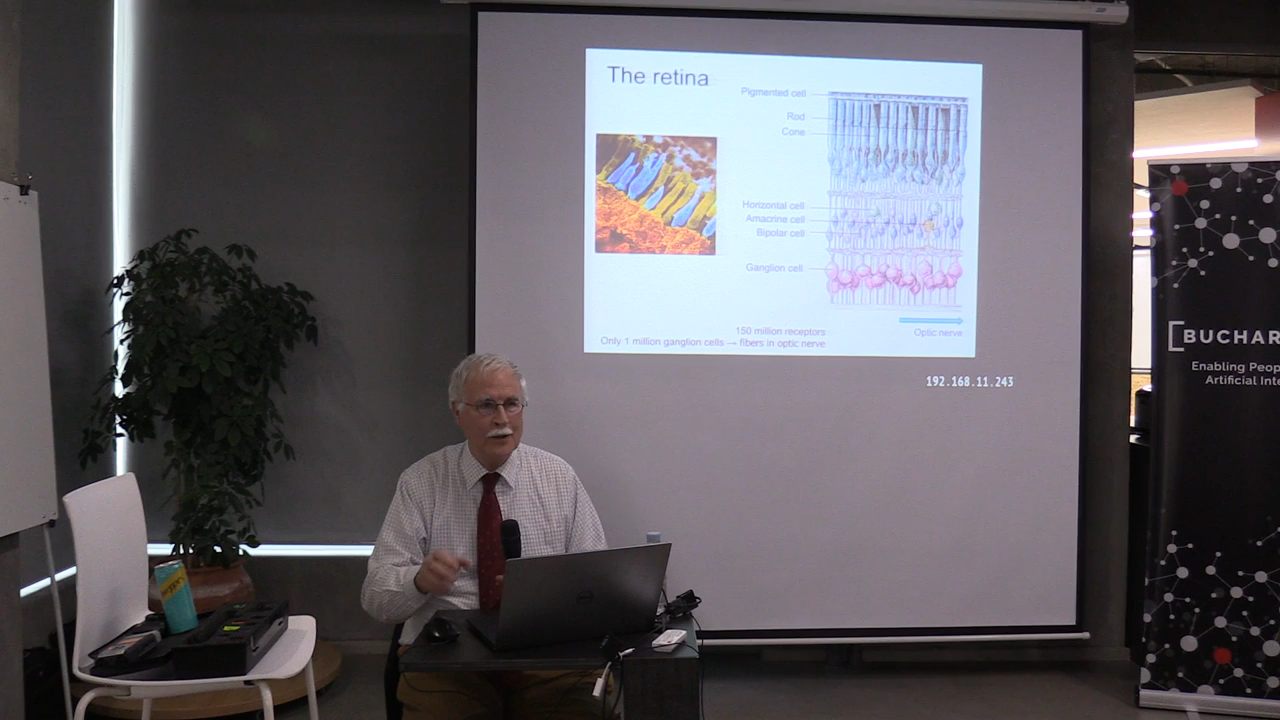 The retina
Pigmented cell
Rod
Cone
Horizontal cell
Amacrine cell
Bipolar cell
Ganglion cell
Optic nerve
150 million receptors
Only 1 million ganglion cells → fibers in optic nerve
192.168.11.243
[BUCHAR
Enabling Peop
Artificial Inte